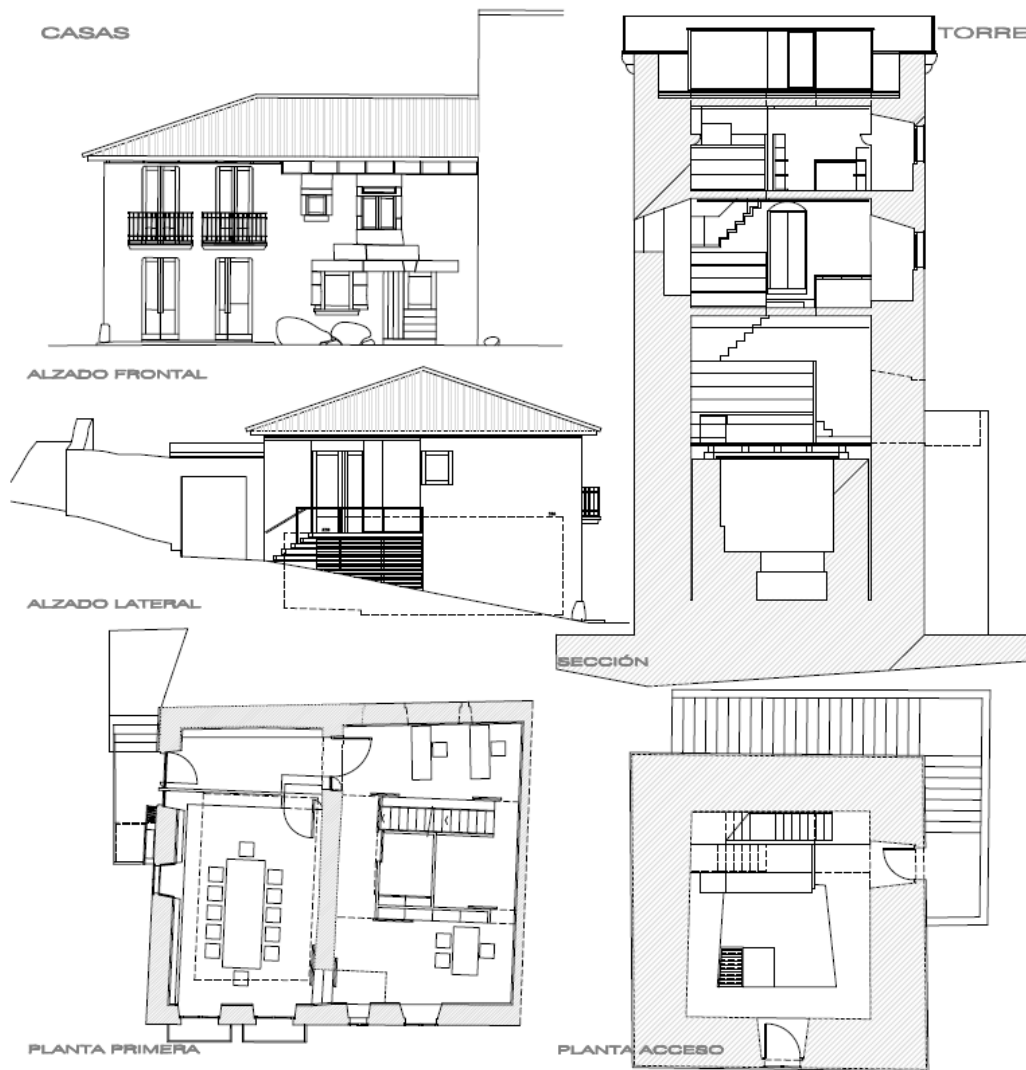 CASAS
TORRE
ALZADO FRONTAL
ALZADO LATERAL
SECCIÓN
PLANTA PRIMERA
PLANTA ACCESO